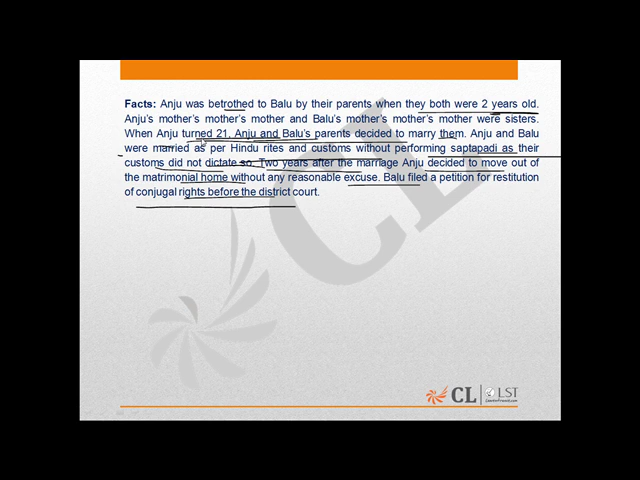 Facts: Anju was betrothed to Balu by their parents when they both were 2 years old.
Anju's mother's mother's mother and Balu's mother's mother's mother were sisters.
When Anju turned 21, Anju and Balu's parents decided to marry them. Anju and Balu
were married as per Hindu rites and customs without performing saptapadi as their
customs did not dictate so. Two years after the marriage Anju decided to move out of
the matrimonial home without any reasonable excuse. Balu filed a petition for restitution
of conjugal rights before the district court.
CL
CL LST